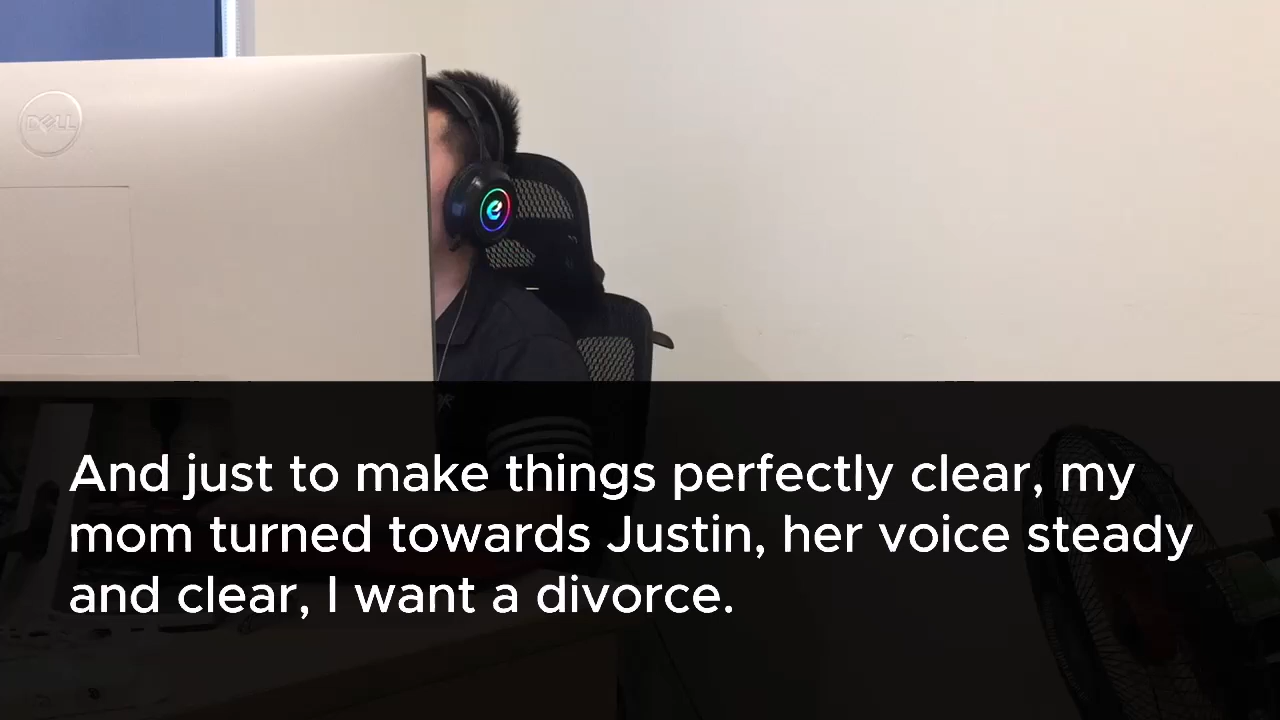 DELL
And just to make things perfectly clear, my
mom turned towards Justin, her voice steady
and clear, I want a divorce.